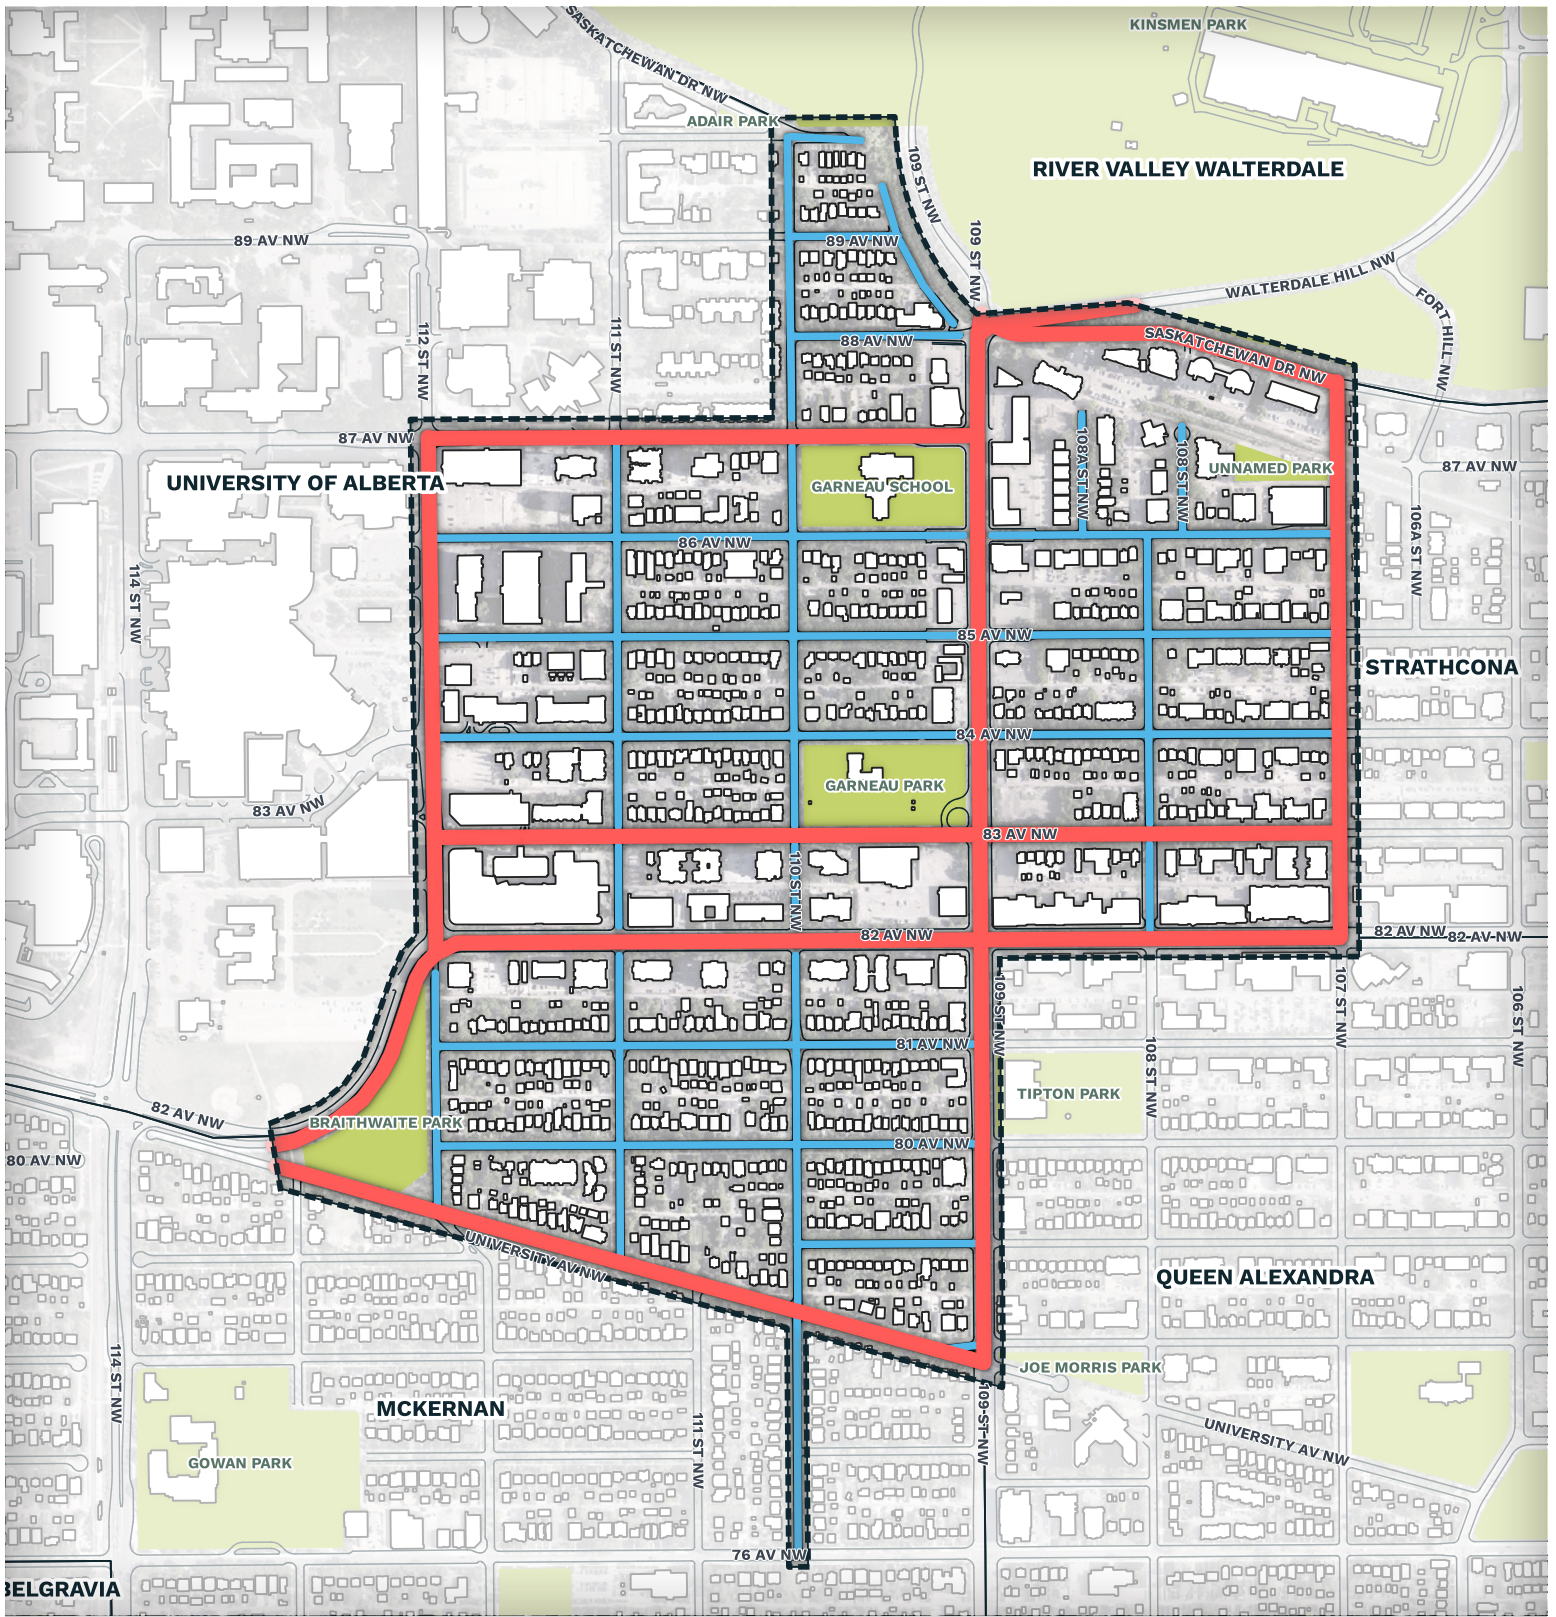 SASKATCHEWAN DR NW
KINSMEN PARK
ADAIR PARK
109 ST NW
RIVER VALLEY WALTERDALE
89 AV NW
89 AV NW
109 ST NW
WALTERDALE HILL NW
FORT HILL NW
112 ST NW
111 ST NW
88 AV NW
SASKATCHEWAN DR NW
87 AV NW
UNIVERSITY OF ALBERTA
GARNEAU SCHOOL
108A ST NW
108 ST NW
UNNAMED PARK
87 AV NW
106A ST NW
86 AV NW
114 ST NW
85 AV NW
STRATHCONA
84 AV NW
GARNEAU PARK
83 AV NW
83 AV NW
110 ST NW
82 AV NW
82 AV NW
82 AV NW
109 ST NW
107 ST NW
106 ST NW
81 AV NW
108 ST NW
TIPTON PARK
82 AV NW
BRAITHWAITE PARK
80 AV NW
80 AV NW
UNIVERSITY AV NW
QUEEN ALEXANDRA
114 ST NW
JOE MORRIS PARK
MCKERNAN
109 ST NW
111 ST NW
UNIVERSITY AV NW
GOWAN PARK
76 AV NW
BELGRAVIA